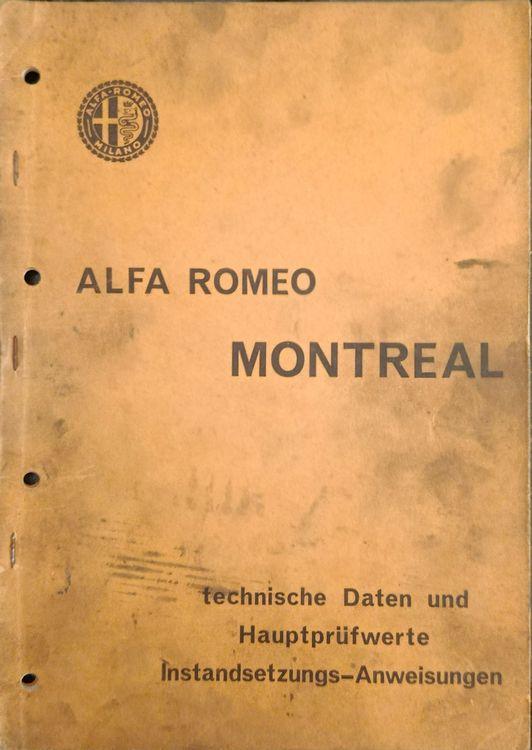 ALFA-ROMEO
MILANO
ALFA ROMEO
MONTREAL
technische Daten und
Hauptprüfwerte
Instandsetzungs-Anweisungen